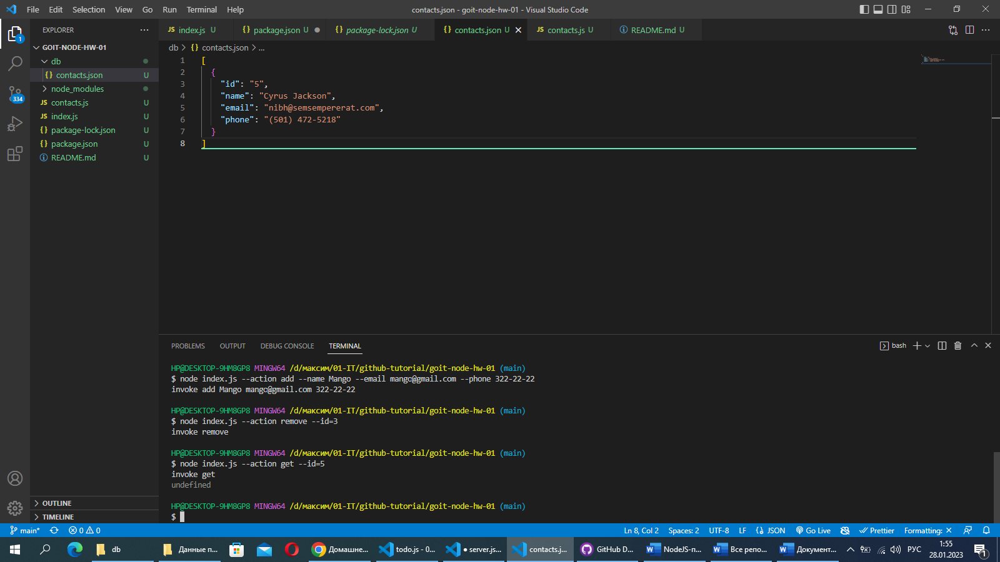 File Edit Selection View Go Run Terminal Help
contacts.json - goit-node-hw-01 - Visual Studio Code
EXPLORER
GOIT-NODE-HW-01
db
contacts.json U
node_modules
contacts.js U
index.js U
package-lock.json U
package.json U
README.md U
OUTLINE
TIMELINE
1
334
index.js U package.json U package-lock.json U contacts.json U contacts.js U README.md U
db > contacts.json > ...
1 [
2 {
3 "id": "5",
4 "name": "Cyrus Jackson",
5 "email": "nibh@semsempererat.com",
6 "phone": "(501) 472-5218"
7 }
8 ]
PROBLEMS OUTPUT DEBUG CONSOLE TERMINAL
bash
HP@DESKTOP-9HM8GP8 MINGW64 /d/максим/01-IT/github-tutorial/goit-node-hw-01 (main)
$ node index.js --action add --name Mango --email mango@gmail.com --phone 322-22-22
invoke add Mango mango@gmail.com 322-22-22
HP@DESKTOP-9HM8GP8 MINGW64 /d/максим/01-IT/github-tutorial/goit-node-hw-01 (main)
$ node index.js --action remove --id=3
invoke remove
HP@DESKTOP-9HM8GP8 MINGW64 /d/максим/01-IT/github-tutorial/goit-node-hw-01 (main)
$ node index.js --action get --id=5
invoke get
undefined
HP@DESKTOP-9HM8GP8 MINGW64 /d/максим/01-IT/github-tutorial/goit-node-hw-01 (main)
$
main* 0 0 Ln 8, Col 2 Spaces: 2 UTF-8 LF JSON Go Live Prettier Formatting: ×
db Данные п... Домашне... todo.js - 0... ● server.js... contacts.j... GitHub D... NodeJS-п... Все репо... Документ... РУС 1:55
28.01.2023 1